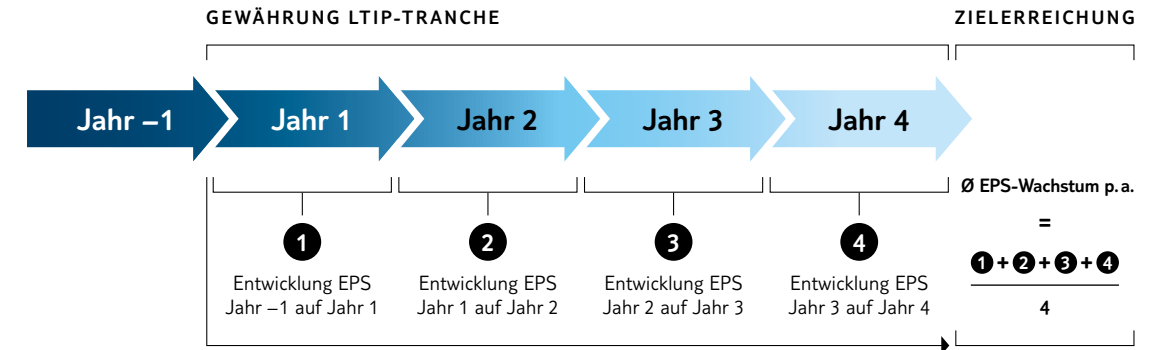 GEWÄHRUNG LTIP-TRANCHE
ZIELERREICHUNG
Jahr –1
Jahr 1
Jahr 2
Jahr 3
Jahr 4
1
Entwicklung EPS
Jahr –1 auf Jahr 1
2
Entwicklung EPS
Jahr 1 auf Jahr 2
3
Entwicklung EPS
Jahr 2 auf Jahr 3
4
Entwicklung EPS
Jahr 3 auf Jahr 4
Ø EPS-Wachstum p. a.
=
1 + 2 + 3 + 4
4